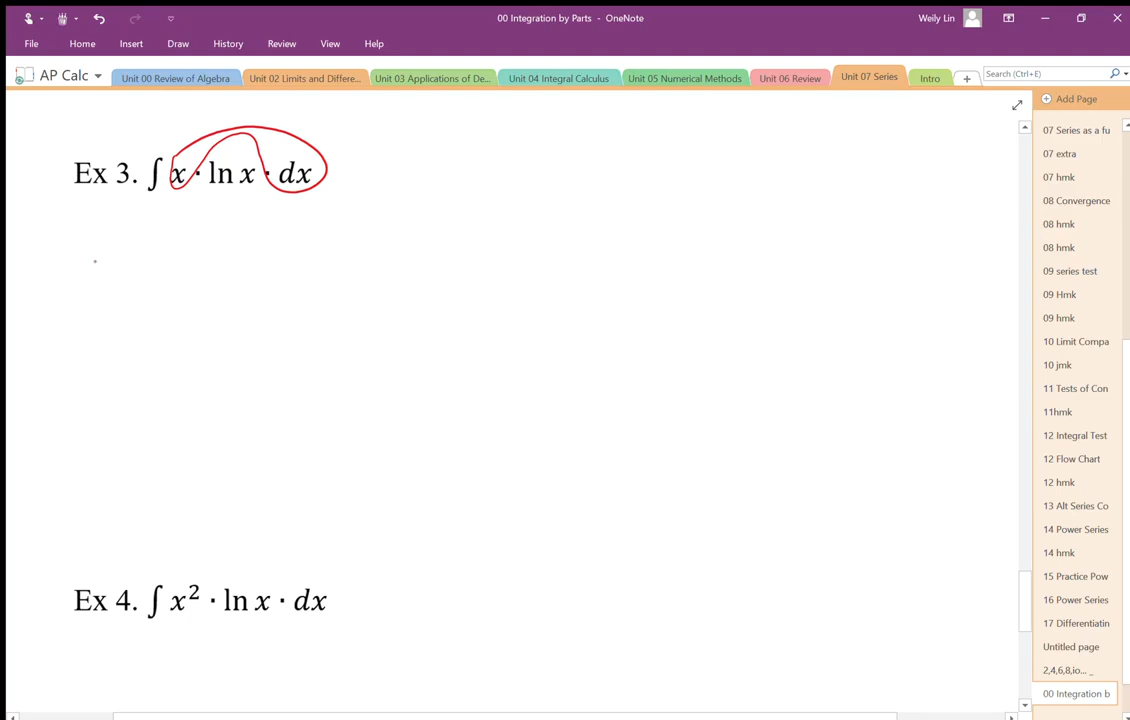 00 Integration by Parts - OneNote
Weily Lin
File Home Insert Draw History Review View Help
AP Calc
Unit 00 Review of Algebra
Unit 02 Limits and Differe...
Unit 03 Applications of De...
Unit 04 Integral Calculus
Unit 05 Numerical Methods
Unit 06 Review
Unit 07 Series
Intro
Search (Ctrl+E)
Ex 3. ∫ x · ln x · dx
Ex 4. ∫ x² · ln x · dx
Add Page
07 Series as a fu
07 extra
07 hmk
08 Convergence
08 hmk
08 hmk
09 series test
09 Hmk
09 hmk
10 Limit Compa
10 jmk
11 Tests of Con
11hmk
12 Integral Test
12 Flow Chart
12 hmk
13 Alt Series Co
14 Power Series
14 hmk
15 Practice Pow
16 Power Series
17 Differentiatin
Untitled page
2,4,6,8,io... _
00 Integration b